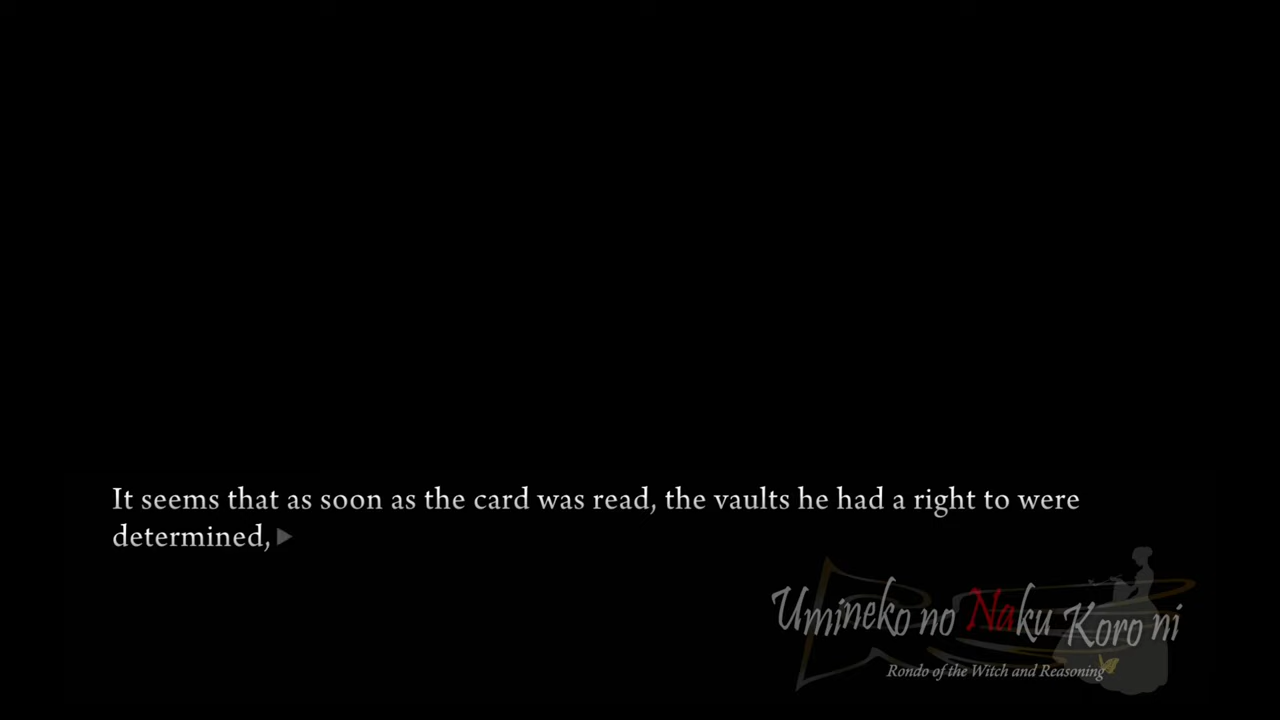 It seems that as soon as the card was read, the vaults he had a right to were
determined,
Umineko no Naku Koro ni
Rondo of the Witch and Reasoning